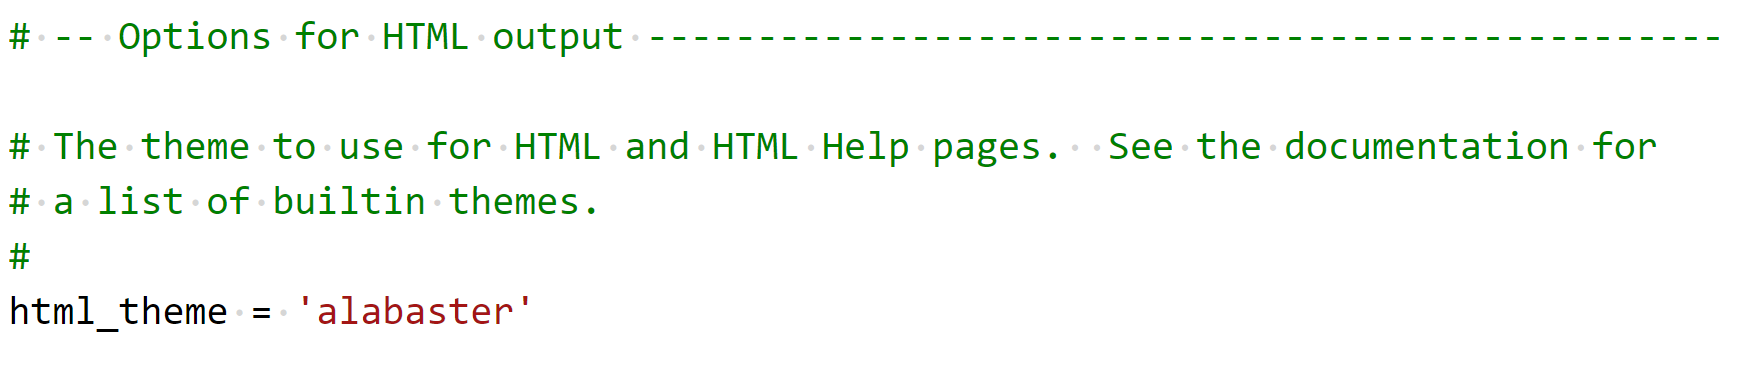 # -- Options for HTML output -------------------------------------------------
# The theme to use for HTML and HTML Help pages.  See the documentation for
# a list of builtin themes.
#
html_theme = 'alabaster'